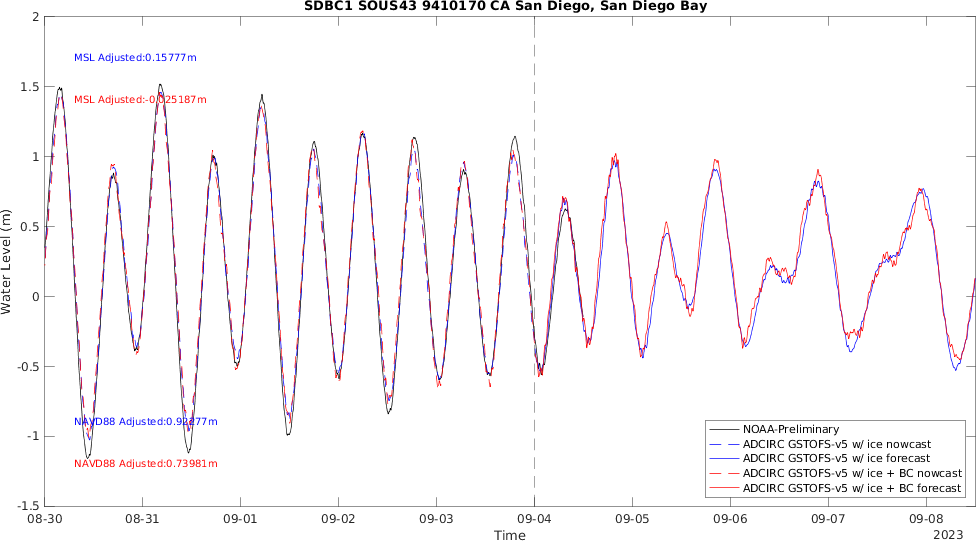 SDBC1 SOUS43 9410170 CA San Diego, San Diego Bay
2
1.5
1
0.5
0
-0.5
-1
-1.5
Water Level (m)
MSL Adjusted:0.15777m
MSL Adjusted:-0.025187m
NAVD88 Adjusted:0.92277m
NAVD88 Adjusted:0.73981m
NOAA-Preliminary
ADCIRC GSTOFS-v5 w/ ice nowcast
ADCIRC GSTOFS-v5 w/ ice forecast
ADCIRC GSTOFS-v5 w/ ice + BC nowcast
ADCIRC GSTOFS-v5 w/ ice + BC forecast
08-30 08-31 09-01 09-02 09-03 09-04 09-05 09-06 09-07 09-08
Time
2023